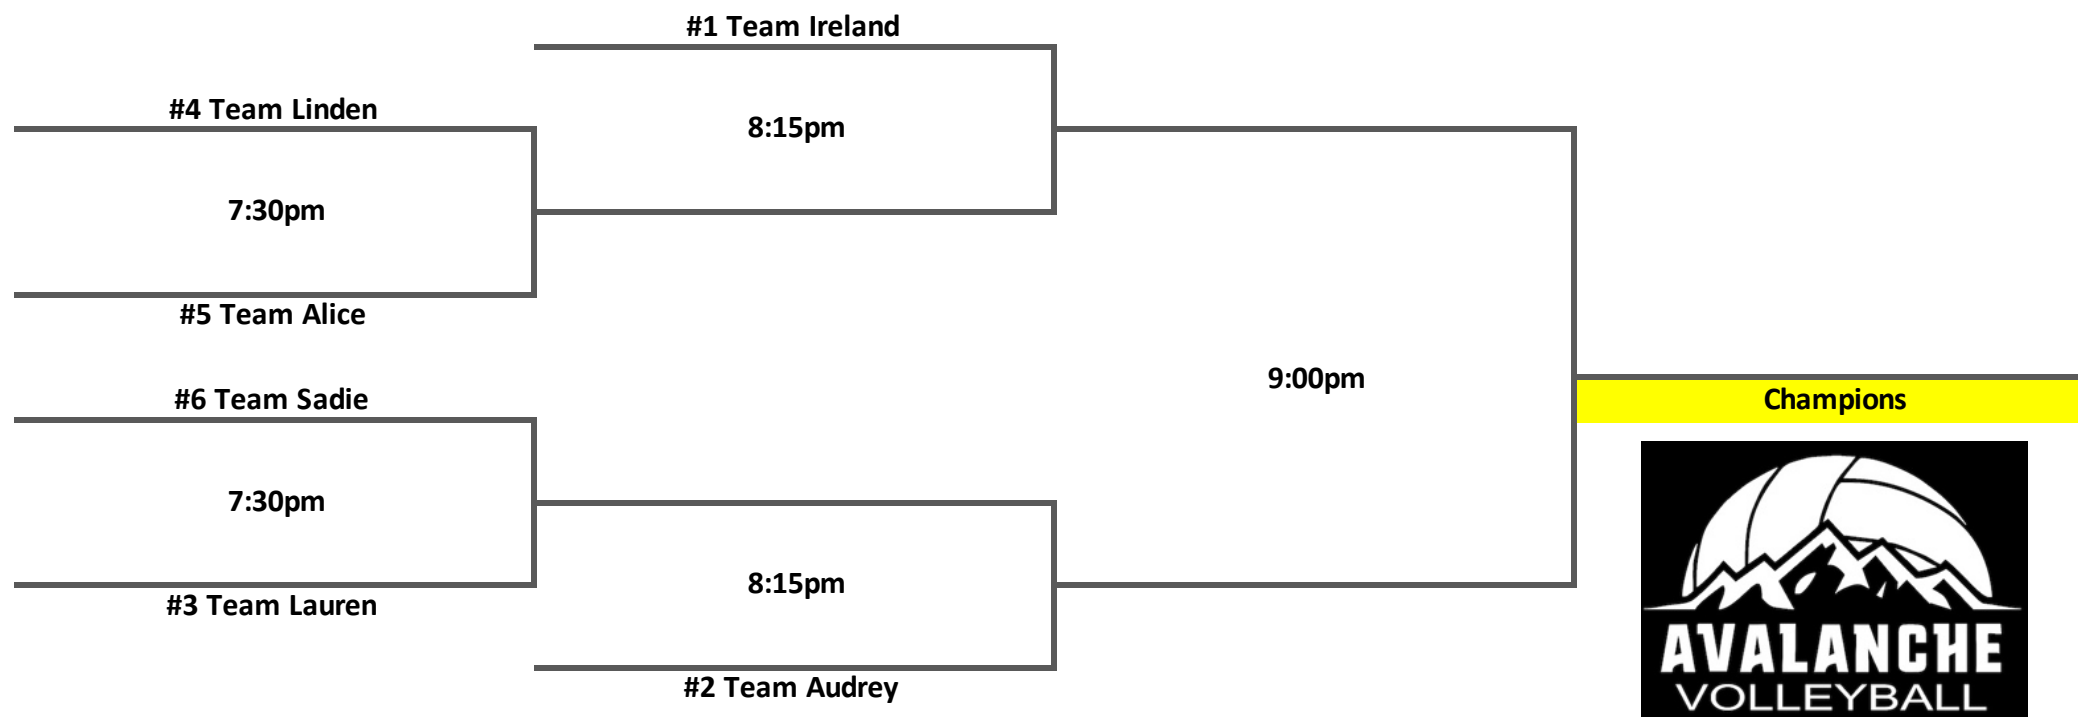 #1 Team Ireland
#4 Team Linden
8:15pm
7:30pm
#5 Team Alice
9:00pm
#6 Team Sadie
Champions
7:30pm
8:15pm
#3 Team Lauren
#2 Team Audrey
AVALANCHE
VOLLEYBALL